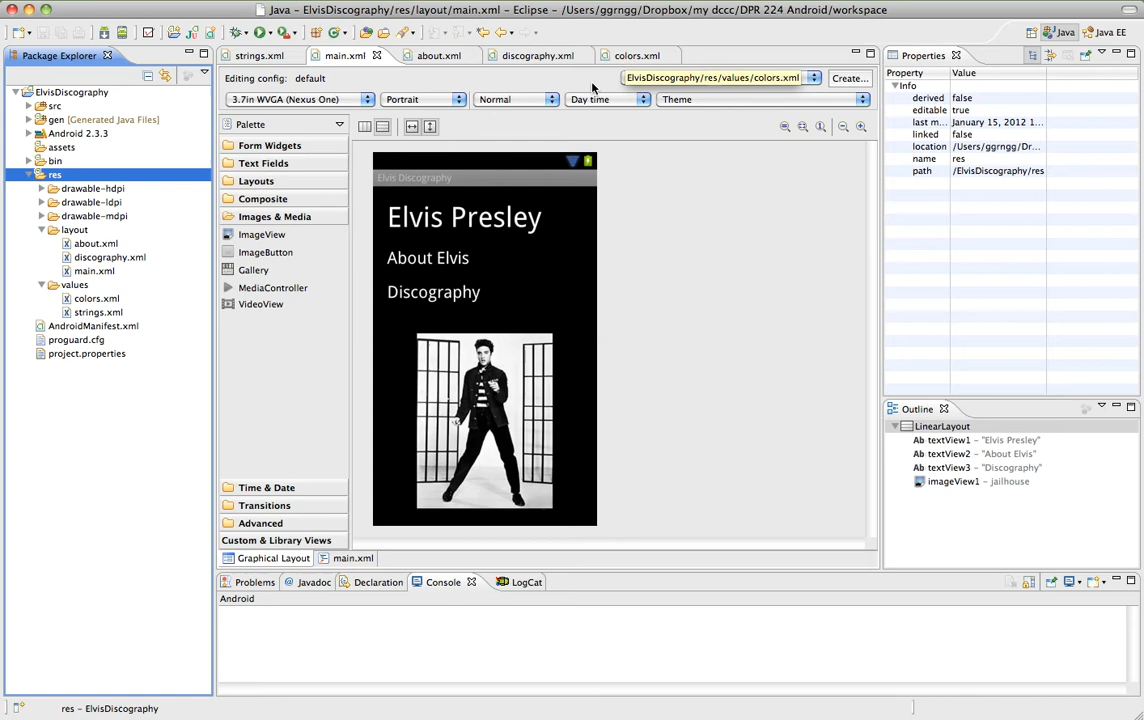 Java - ElvisDiscography/res/layout/main.xml - Eclipse - /Users/ggrngg/Dropbox/my dccc/DPR 224 Android/workspace
Java
Java EE
Package Explorer
ElvisDiscography
src
gen [Generated Java Files]
Android 2.3.3
assets
bin
res
drawable-hdpi
drawable-ldpi
drawable-mdpi
layout
about.xml
discography.xml
main.xml
values
colors.xml
strings.xml
AndroidManifest.xml
proguard.cfg
project.properties
strings.xml
main.xml
about.xml
discography.xml
colors.xml
Editing config: default
ElvisDiscography/res/values/colors.xml
Create...
3.7in WVGA (Nexus One)
Portrait
Normal
Day time
Theme
Palette
Form Widgets
Text Fields
Layouts
Composite
Images & Media
ImageView
ImageButton
Gallery
MediaController
VideoView
Time & Date
Transitions
Advanced
Custom & Library Views
Elvis Discography
Elvis Presley
About Elvis
Discography
Graphical Layout
main.xml
Properties
Property Value
Info
derived false
editable true
last m... January 15, 2012 1...
linked false
location /Users/ggrngg/Dr...
name res
path /ElvisDiscography/res
Outline
LinearLayout
Ab textView1 - "Elvis Presley"
Ab textView2 - "About Elvis"
Ab textView3 - "Discography"
imageView1 - jailhouse
Problems
@ Javadoc
Declaration
Console
LogCat
Android
res - ElvisDiscography